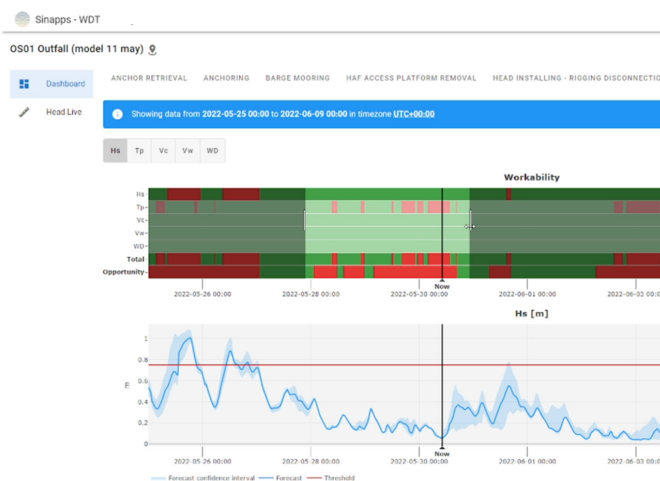 Sinapps - WDT
OS01 Outfall (model 11 may)
Dashboard
Head Live
ANCHOR RETRIEVAL ANCHORING BARGE MOORING HAF ACCESS PLATFORM REMOVAL HEAD INSTALLING - RIGGING DISCONNECTIO
Showing data from 2022-05-25 00:00 to 2022-06-09 00:00 in timezone UTC+00:00
Hs Tp Vc Vw WD
Workability
Hs
Tp
Vc
Vw
WD
Total
Opportunity
Now
2022-05-26 00:00 2022-05-28 00:00 2022-05-30 00:00 2022-06-01 00:00 2022-06-03 00:00
Hs [m]
1
0.8
0.6
0.4
0.2
0
m
Now
2022-05-26 00:00 2022-05-28 00:00 2022-05-30 00:00 2022-06-01 00:00 2022-06-03 00:00
Forecast confidence interval Forecast Threshold